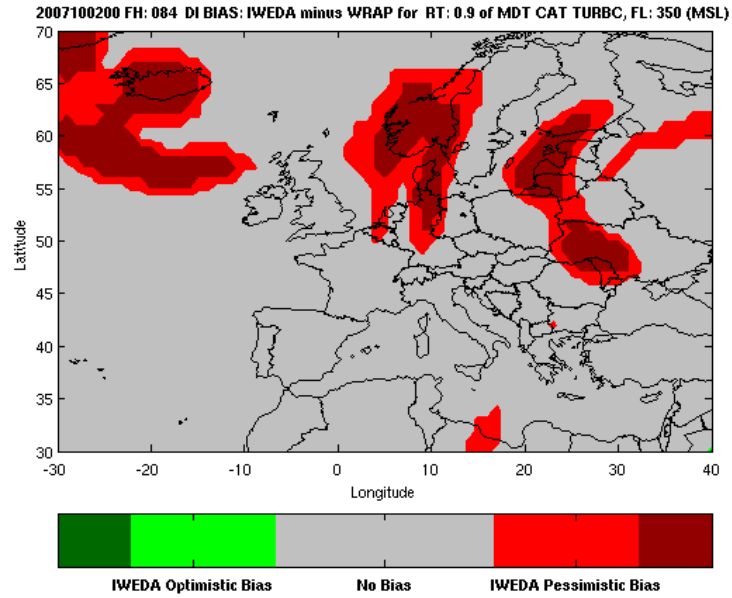 2007100200 FH: 084 DI BIAS: IWEDA minus WRAP for RT: 0.9 of MDT CAT TURBC, FL: 350 (MSL)
70
65
60
55
50
45
40
35
30
Latitude
-30 -20 -10 0 10 20 30 40
Longitude
IWEDA Optimistic Bias No Bias IWEDA Pessimistic Bias